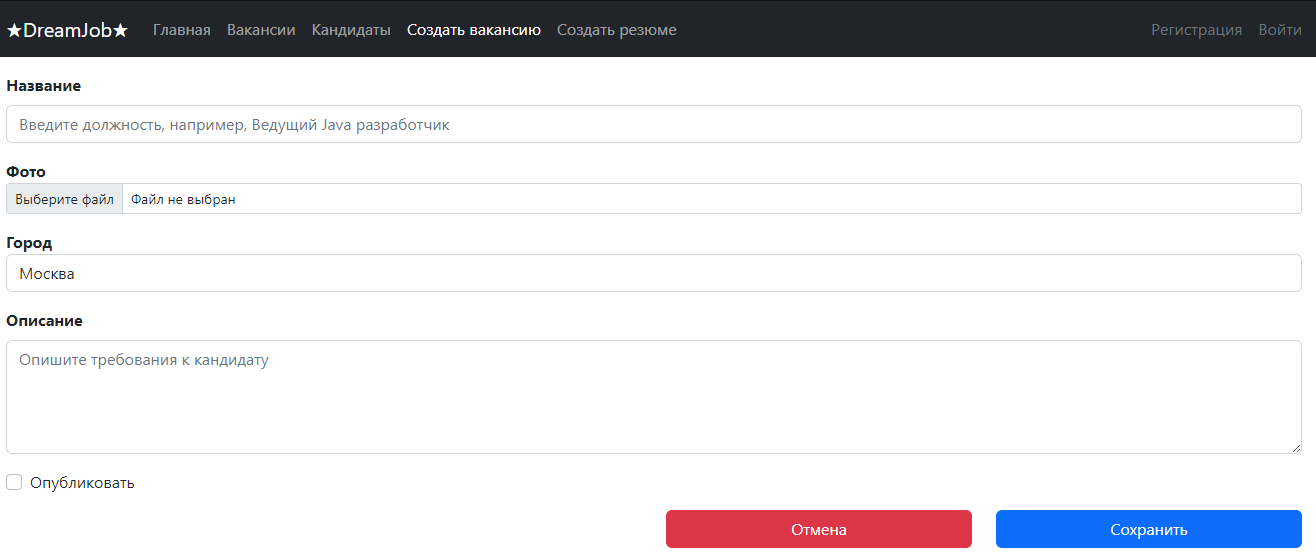 ★DreamJob★ Главная Вакансии Кандидаты Создать вакансию Создать резюме Регистрация Войти
Название
Введите должность, например, Ведущий Java разработчик
Фото
Выберите файл Файл не выбран
Город
Москва
Описание
Опишите требования к кандидату
Опубликовать
Отмена Сохранить